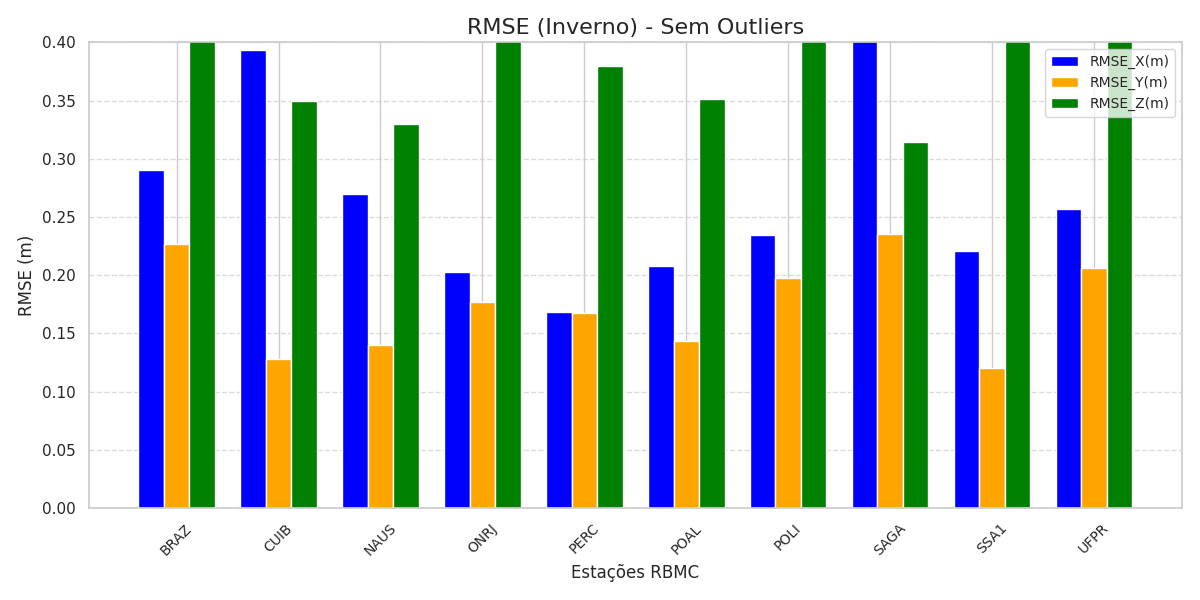 RMSE (Inverno) - Sem Outliers
RMSE (m)
0.40
0.35
0.30
0.25
0.20
0.15
0.10
0.05
0.00
RMSE_X(m)
RMSE_Y(m)
RMSE_Z(m)
BRAZ
CUIB
NAUS
ONRJ
PERC
POAL
POLI
SAGA
SSA1
UFPR
Estações RBMC